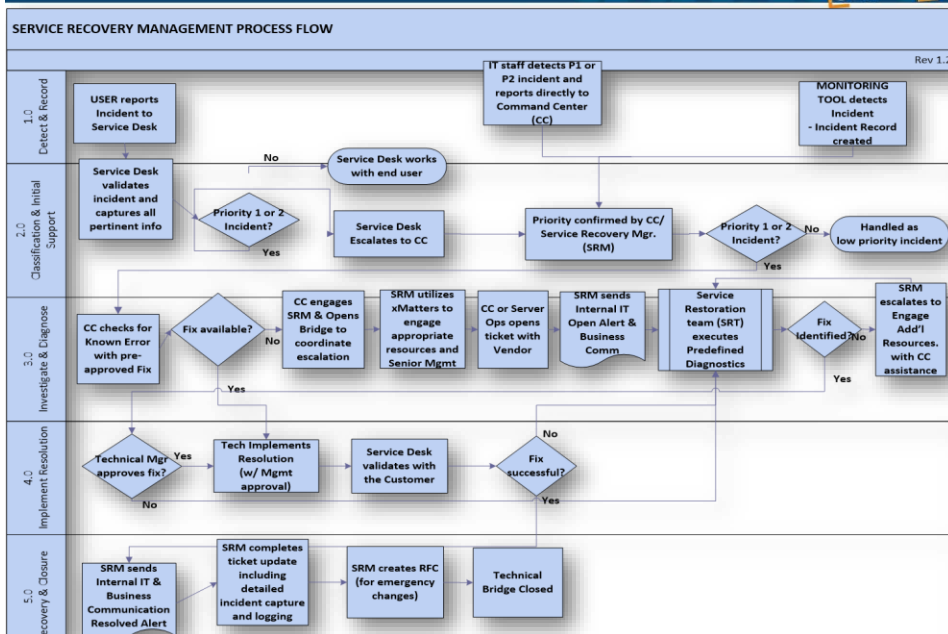 SERVICE RECOVERY MANAGEMENT PROCESS FLOW
Rev 1.2
1.0
Detect & Record
USER reports
Incident to
Service Desk
IT staff detects P1 or
P2 incident and
reports directly to
Command Center
(CC)
MONITORING
TOOL detects
Incident
- Incident Record
created
2.0
Classification & Initial
Support
Service Desk
validates
incident and
captures all
pertinent info
No
Service Desk works
with end user
Priority 1 or 2
Incident?
Yes
Service Desk
Escalates to CC
Priority confirmed by CC/
Service Recovery Mgr.
(SRM)
Priority 1 or 2
Incident?
No
Handled as
low priority incident
Yes
3.0
Investigate & Diagnose
CC checks for
Known Error
with pre-
approved Fix
Fix available?
No
Yes
CC engages
SRM & Opens
Bridge to
coordinate
escalation
SRM utilizes
xMatters to
engage
appropriate
resources and
Senior Mgmt
CC or Server
Ops opens
ticket with
Vendor
SRM sends
Internal IT
Open Alert &
Business
Comm
Service
Restoration
team (SRT)
executes
Predefined
Diagnostics
Fix
Identified?
No
Yes
SRM
escalates to
Engage
Add'l
Resources.
with CC
assistance
4.0
Implement Resolution
Technical Mgr
approves fix?
Yes
No
Tech Implements
Resolution
(w/ Mgmt
approval)
Service Desk
validates with
the Customer
No
Fix
successful?
Yes
5.0
ecovery & Closure
SRM sends
Internal IT &
Business
Communication
Resolved Alert
SRM completes
ticket update
including
detailed
incident capture
and logging
SRM creates RFC
(for emergency
changes)
Technical
Bridge Closed